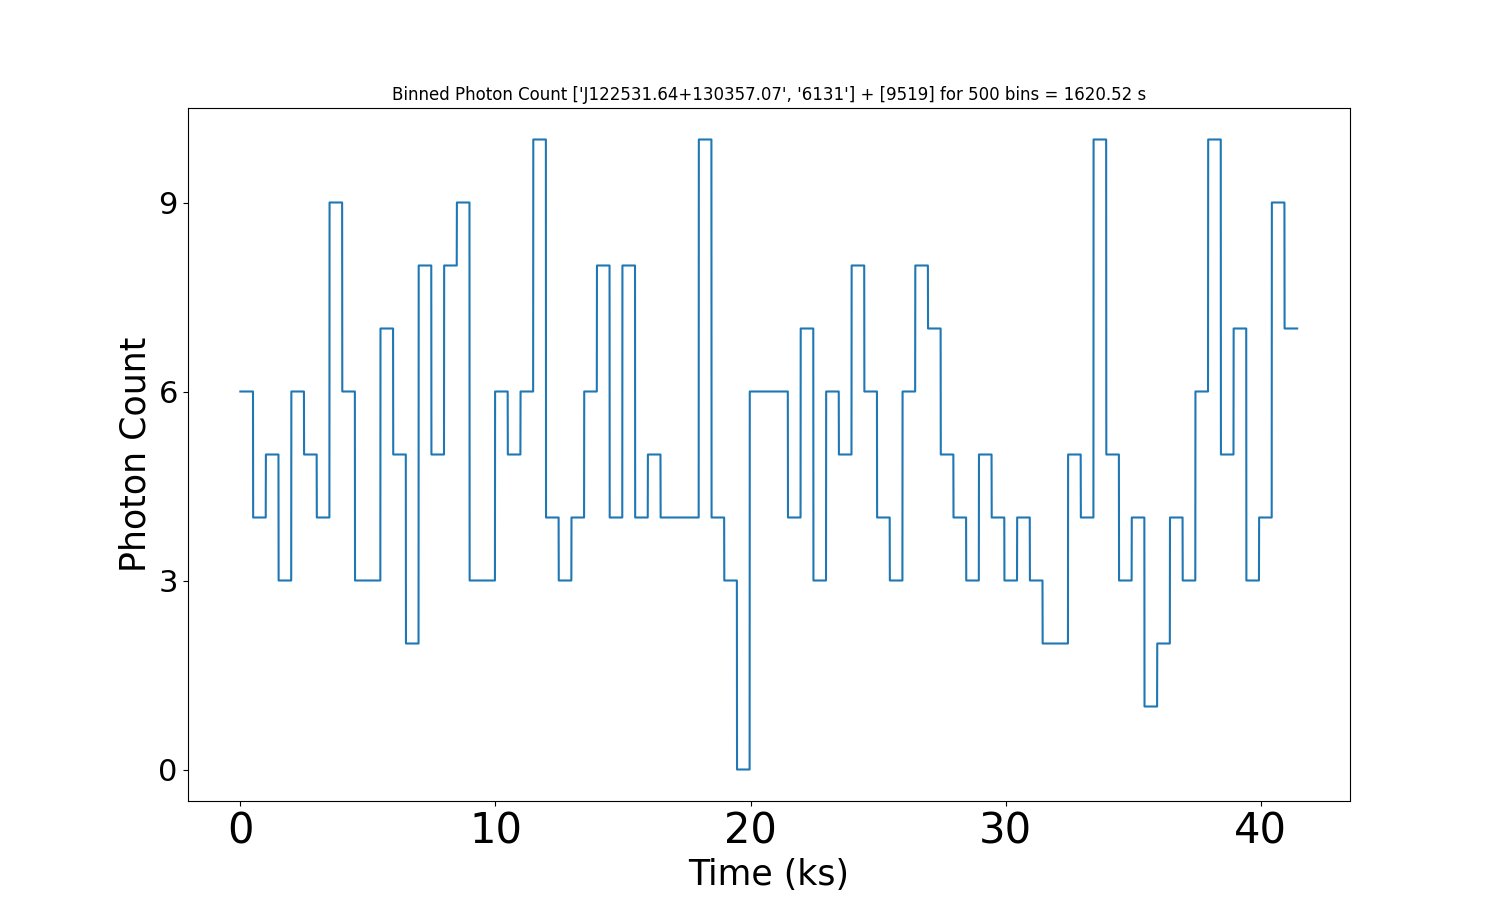 Binned Photon Count ['J122531.64+130357.07', '6131'] + [9519] for 500 bins = 1620.52 s
Photon Count
9
6
3
0
0 10 20 30 40
Time (ks)